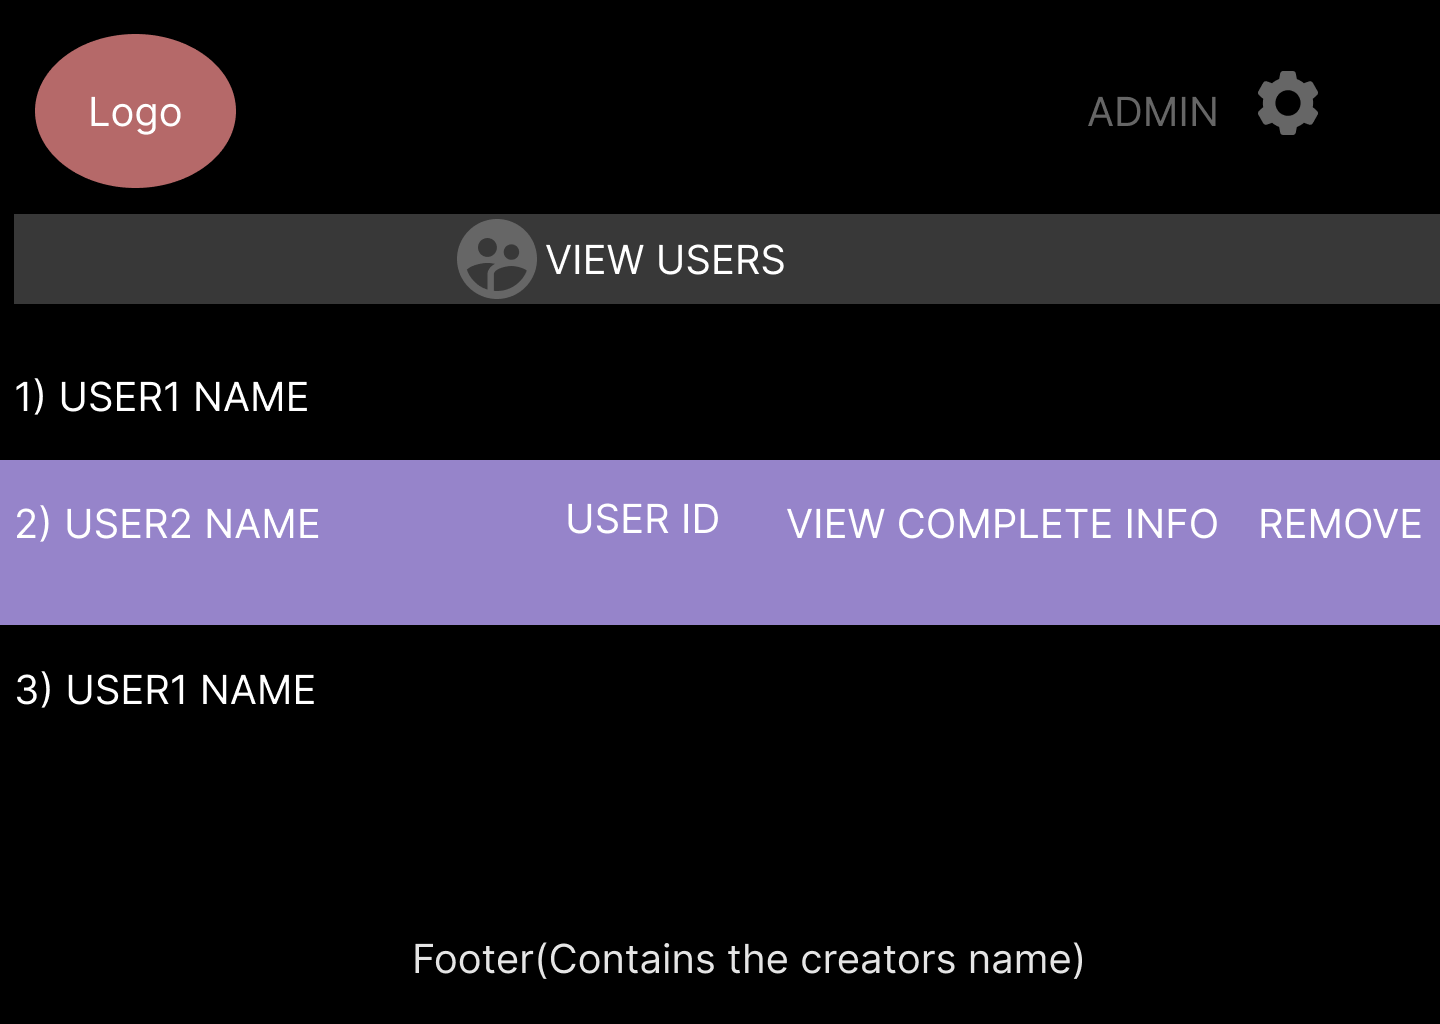 Logo
ADMIN
VIEW USERS
1) USER1 NAME
2) USER2 NAME USER ID VIEW COMPLETE INFO REMOVE
3) USER1 NAME
Footer(Contains the creators name)